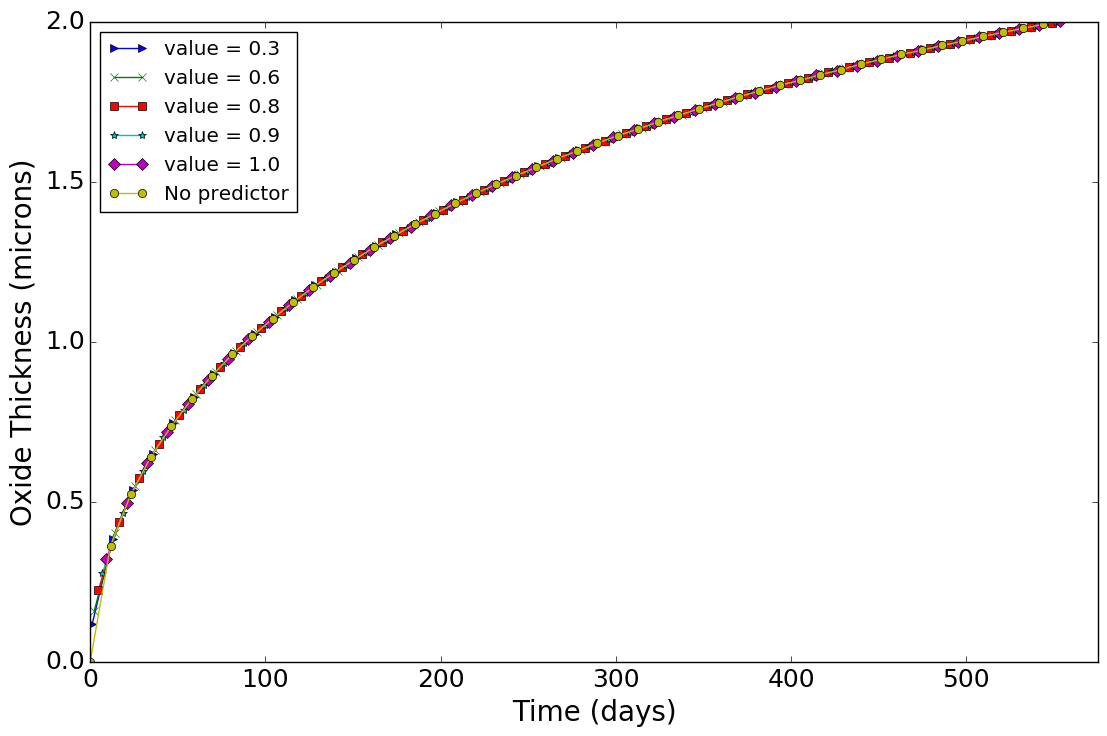 2.0
1.5
1.0
0.5
0.0
Oxide Thickness (microns)
value = 0.3
value = 0.6
value = 0.8
value = 0.9
value = 1.0
No predictor
0 100 200 300 400 500
Time (days)